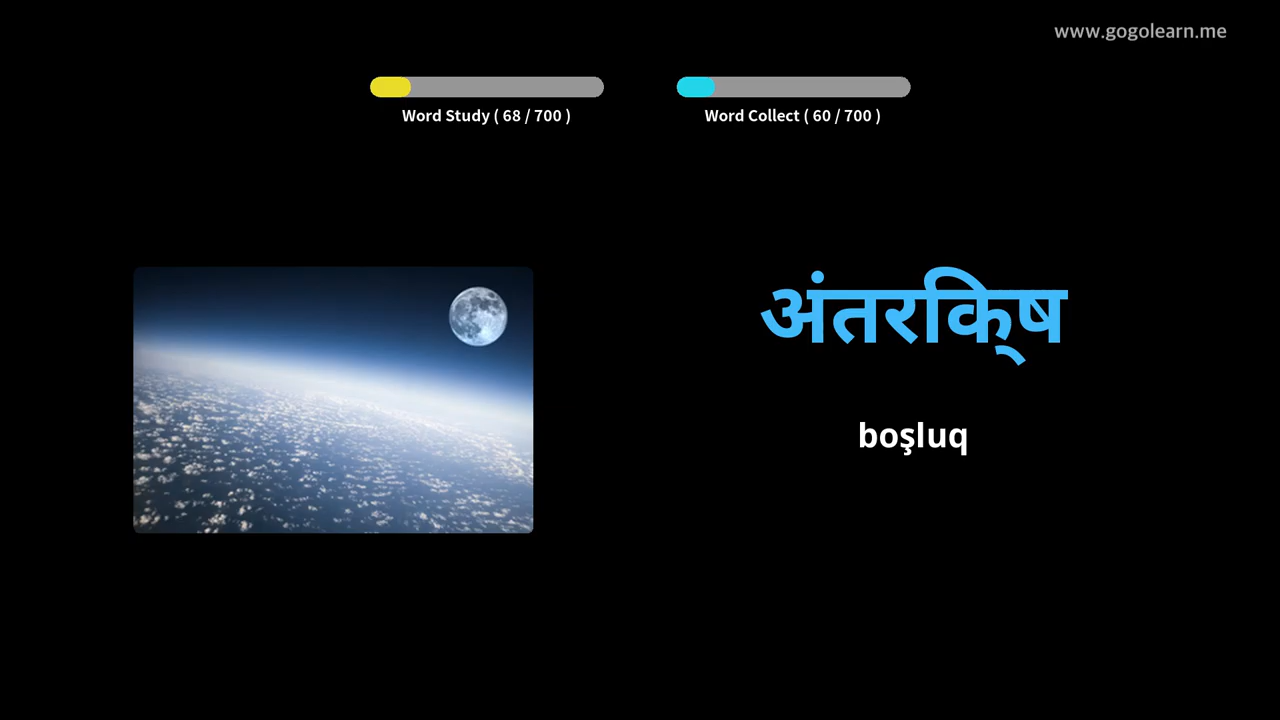 www.gogolearn.me
Word Study ( 68 / 700 )
Word Collect ( 60 / 700 )
अंतरिक्ष
boşluq